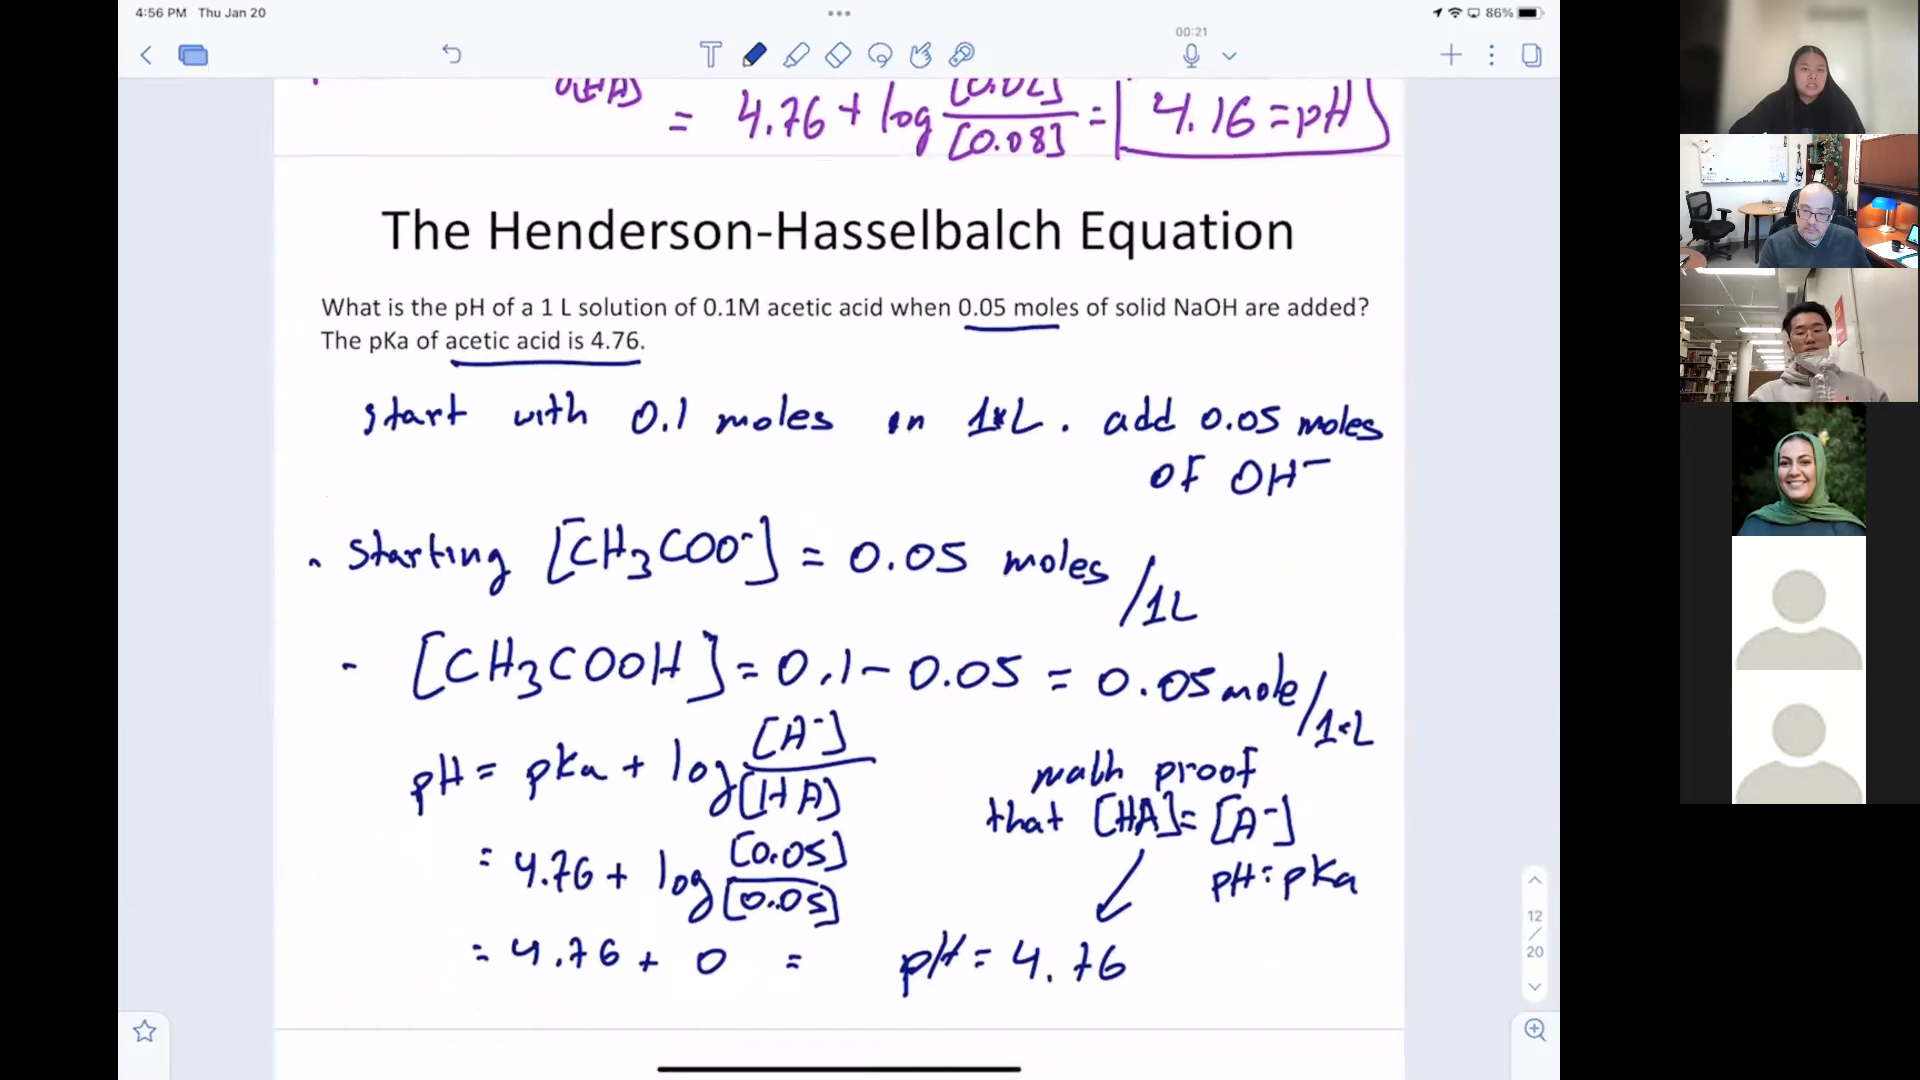 4:56 PM Thu Jan 20
86%
00:21
= 4.76 + log [0.02]/[0.08] = 4.16 = pH
The Henderson-Hasselbalch Equation
What is the pH of a 1 L solution of 0.1M acetic acid when 0.05 moles of solid NaOH are added?
The pKa of acetic acid is 4.76.
start with 0.1 moles in 1L. add 0.05 moles
of OH⁻
starting [CH₃COO⁻] = 0.05 moles/1L
- [CH₃COOH] = 0.1 - 0.05 = 0.05 mole/1L
pH = pKa + log [A⁻]/[HA]
math proof
that [HA] = [A⁻]
pH = pKa
= 4.76 + log [0.05]/[0.05]
= 4.76 + 0 = pH = 4.76
12
/
20